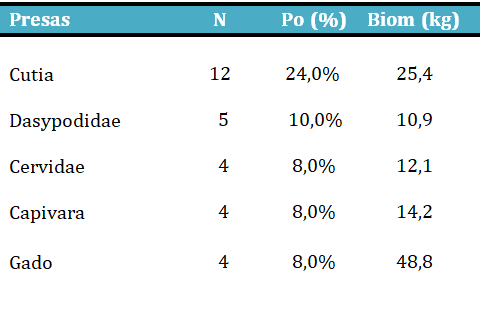 Presas N Po (%) Biom (kg)
Cutia 12 24,0% 25,4
Dasypodidae 5 10,0% 10,9
Cervidae 4 8,0% 12,1
Capivara 4 8,0% 14,2
Gado 4 8,0% 48,8